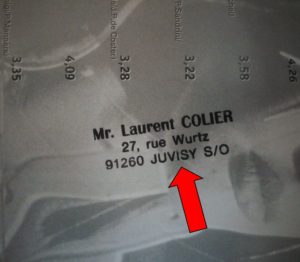 3,35
4,09
3,28
3,22
3,58
4,26
Mr. Laurent COLIER
27, rue Wurtz
91260 JUVISY S/O